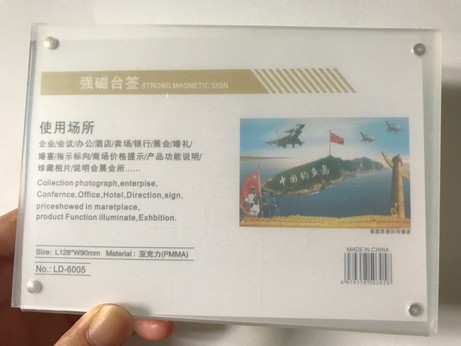 强磁台签 STRONG MAGNETIC SIGN
使用场所
企业/会议/办公/酒店/卖场/银行/展会/婚礼/
婚宴/指示标向/商场价格提示/产品功能说明/
珍藏相片/说明会展会所......
Collection photograph,enterpise,
Confernce,Office,Hotel,Direction,sign,
priceshowed in maretplace,
product Function illuminate,Exhbition.
中国钓鱼岛
Size: L128*W90mm Material: 亚克力(PMMA)
No.: LD-6005
MADE IN CHINA